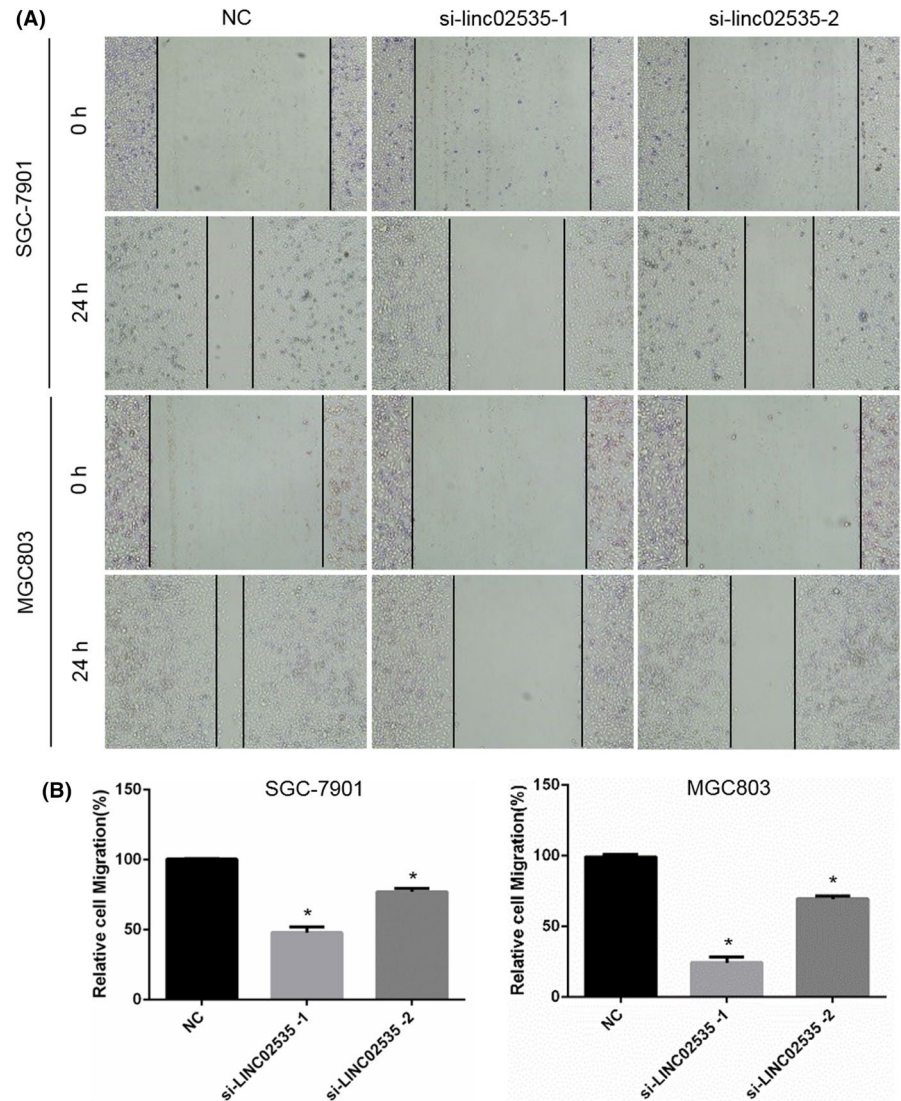 (A)
NC
si-linc02535-1
si-linc02535-2
SGC-7901
0 h
24 h
MGC803
0 h
24 h
(B)
SGC-7901
Relative cell Migration(%)
150
100
50
0
*
*
NC
si-LINC02535 -1
si-LINC02535 -2
MGC803
Relative cell Migration(%)
150
100
50
0
*
*
NC
si-LINC02535 -1
si-LINC02535 -2